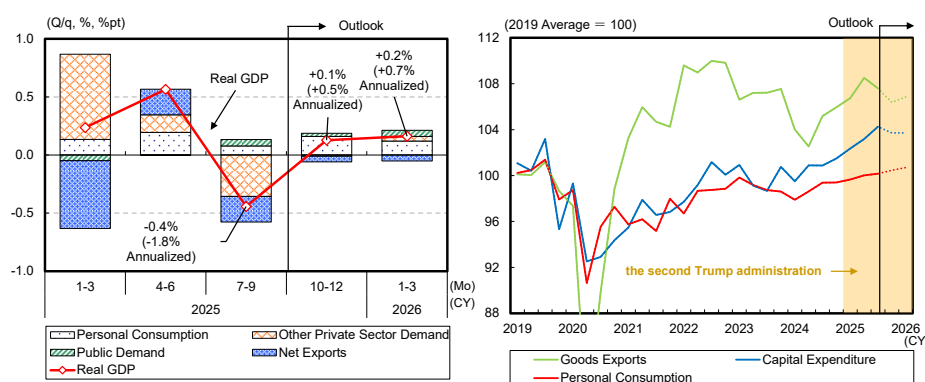 (Q/q, %, %pt)
Outlook
1.0
0.5
0.0
-0.5
-1.0
Real GDP
+0.1%
(+0.5%
Annualized)
+0.2%
(+0.7%
Annualized)
-0.4%
(-1.8%
Annualized)
1-3
4-6
7-9
10-12
1-3
(Mo)
2025
2026
(CY)
Personal Consumption
Other Private Sector Demand
Public Demand
Net Exports
Real GDP
(2019 Average = 100)
Outlook
112
108
104
100
96
92
88
the second Trump administration
2019
2020
2021
2022
2023
2024
2025
2026
(CY
Goods Exports
Capital Expenditure
Personal Consumption